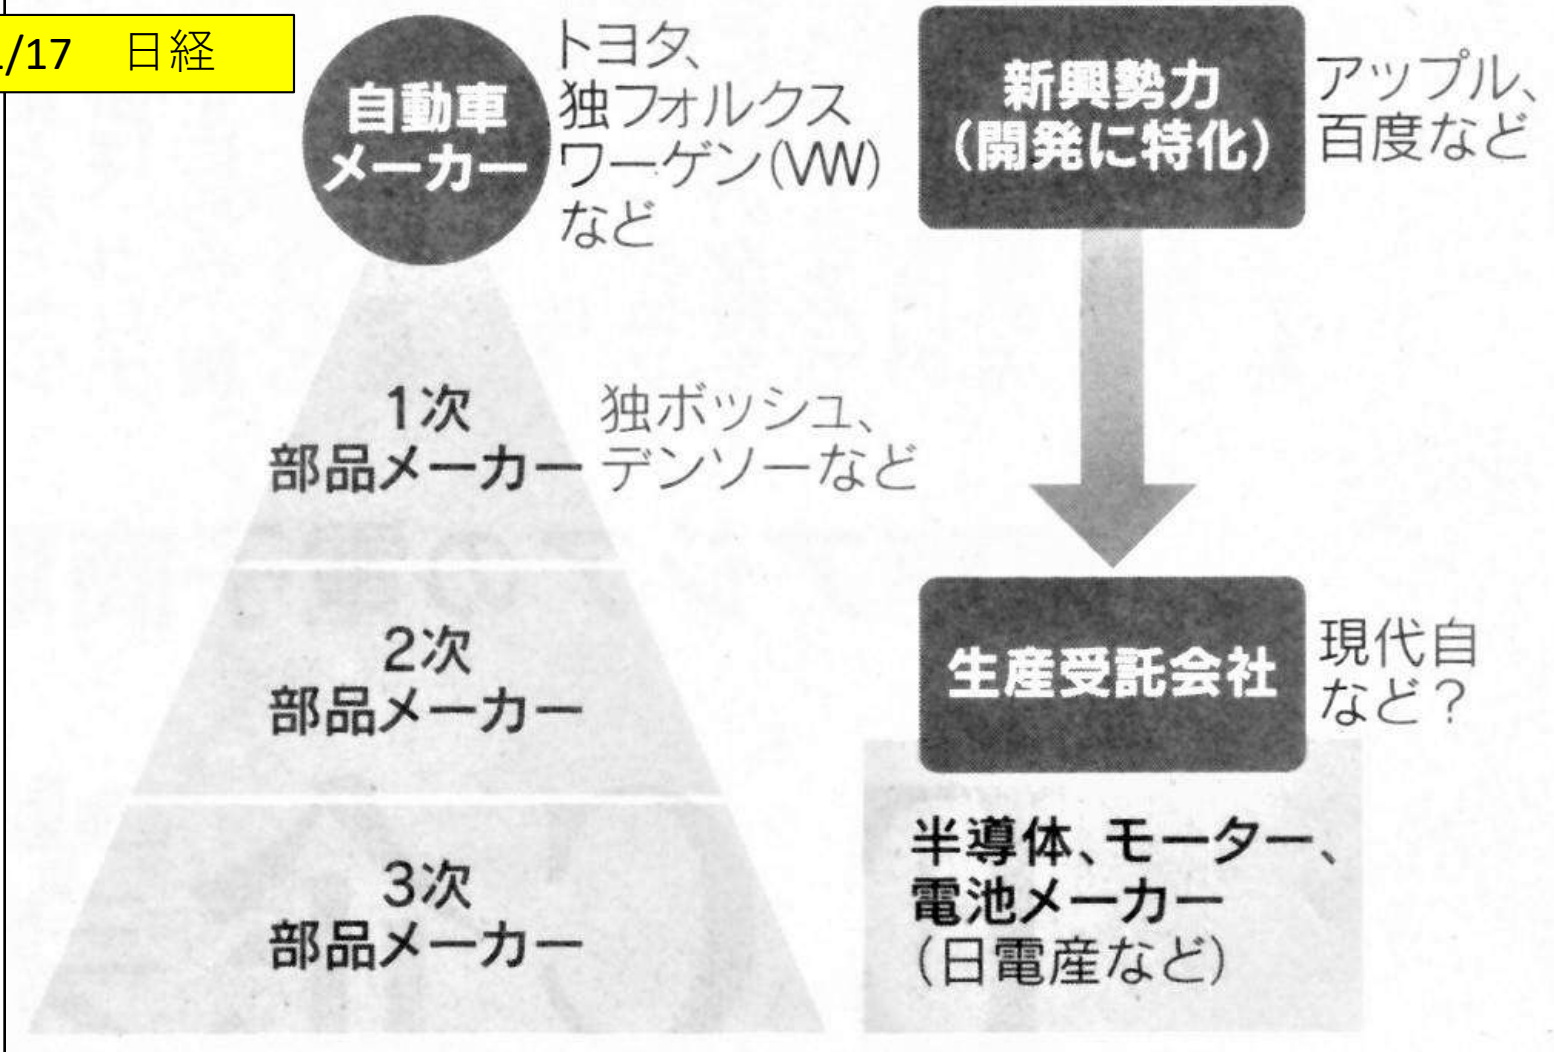 /17 日経
自動車
メーカー
トヨタ、
独フォルクス
ワーゲン(VW)
など
1次
部品メーカー
独ボッシュ、
デンソーなど
2次
部品メーカー
3次
部品メーカー
新興勢力
(開発に特化)
アップル、
百度など
生産受託会社
現代自
など？
半導体、モーター、
電池メーカー
(日電産など)